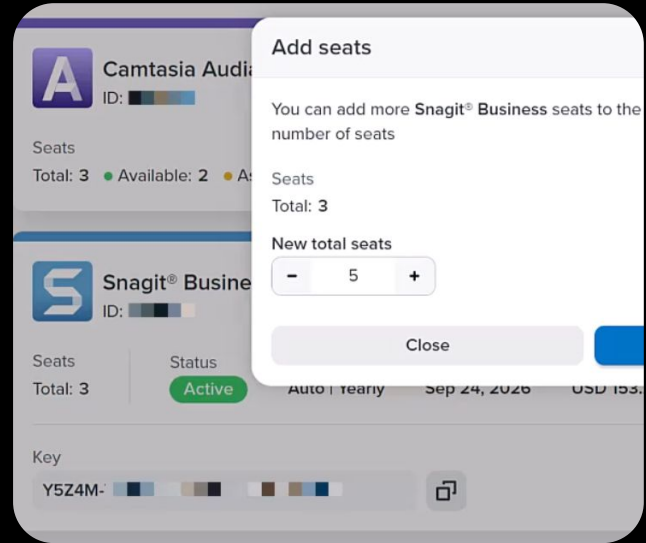 Camtasia Audia
ID:
Seats
Total: 3 Available: 2 As
Snagit® Busine
ID:
Seats
Total: 3
Status
Active
Auto | Yearly
Sep 24, 2026
USD 153.
Key
Y5Z4M-
Add seats
You can add more Snagit® Business seats to the
number of seats
Seats
Total: 3
New total seats
- 5 +
Close